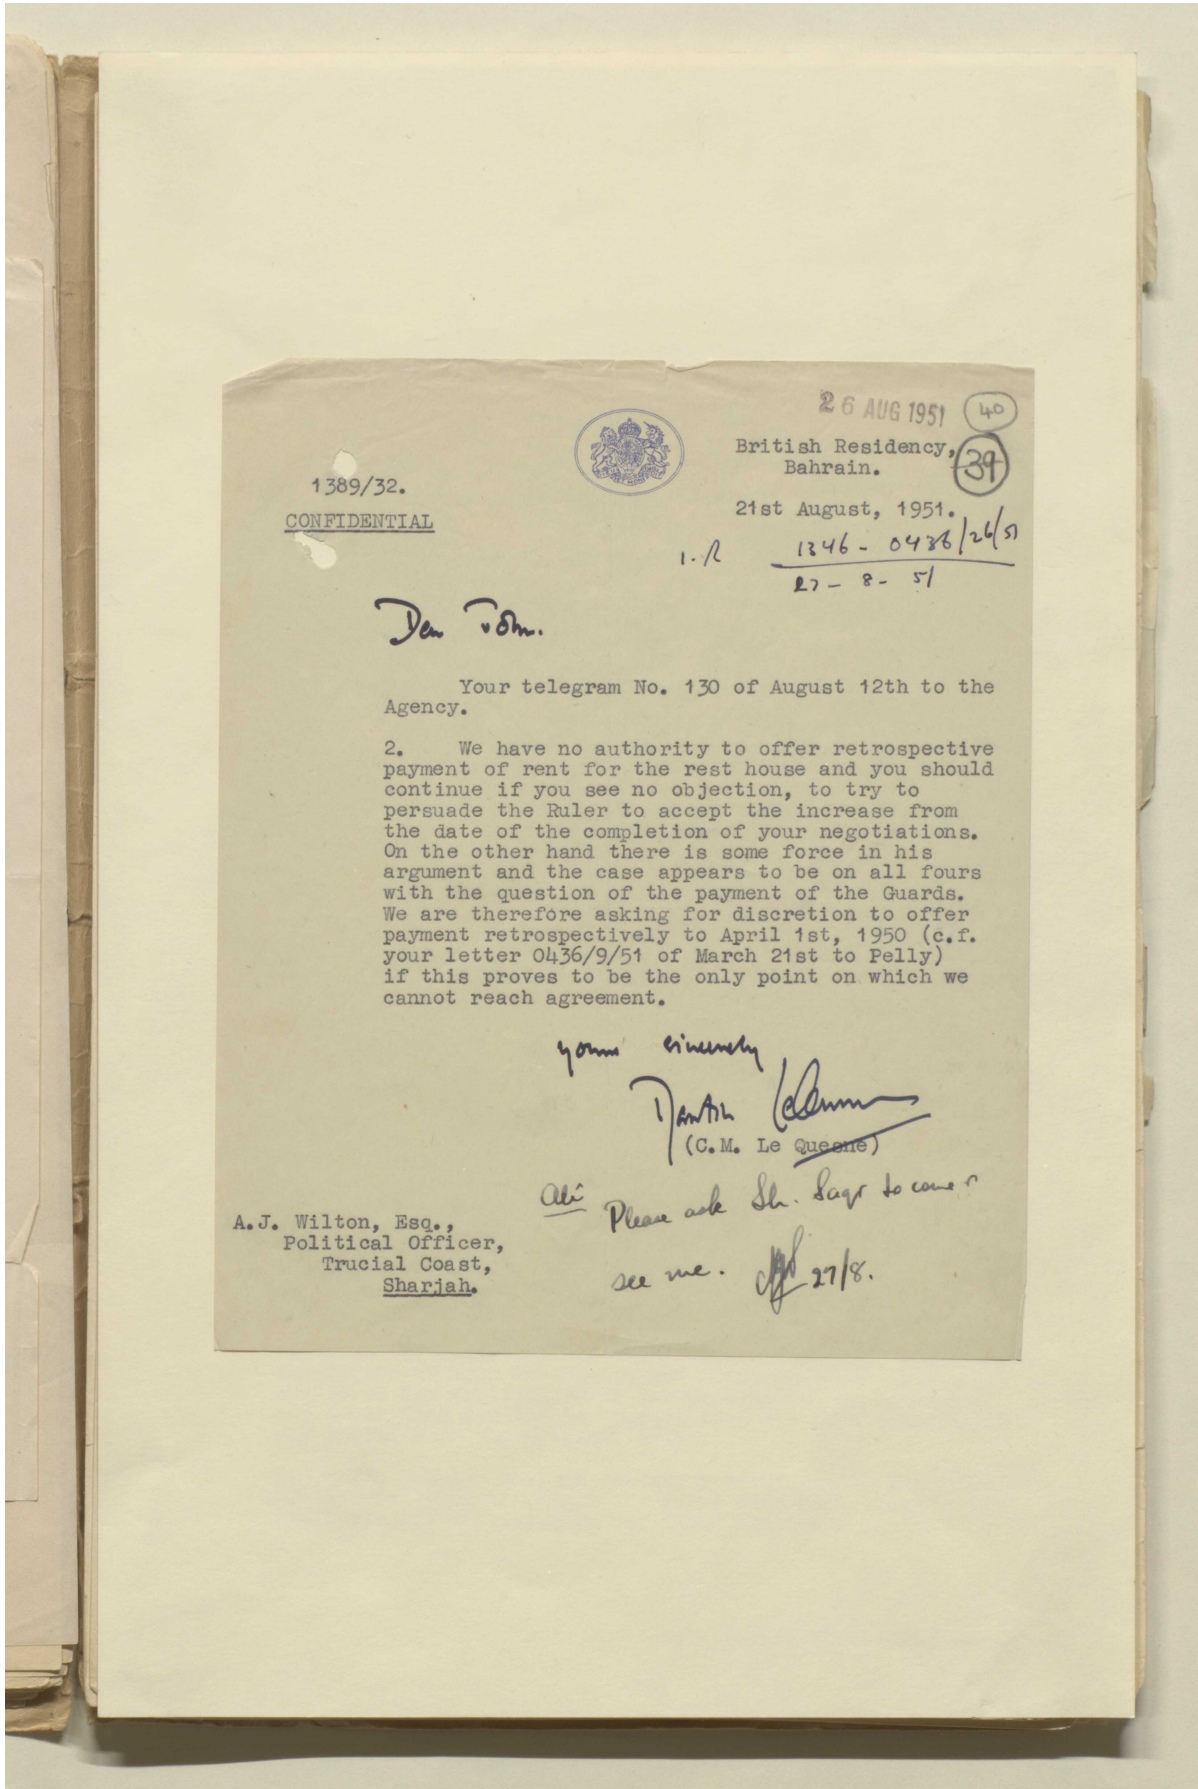 26 AUG 1951
40
British Residency,
Bahrain.
39
1389/32.
CONFIDENTIAL
21st August, 1951.
1346 - 0436/26/51
27 - 8 - 51
Dear John.
Your telegram No. 130 of August 12th to the
Agency.
2. We have no authority to offer retrospective
payment of rent for the rest house and you should
continue if you see no objection, to try to
persuade the Ruler to accept the increase from
the date of the completion of your negotiations.
On the other hand there is some force in his
argument and the case appears to be on all fours
with the question of the payment of the Guards.
We are therefore asking for discretion to offer
payment retrospectively to April 1st, 1950 (c.f.
your letter 0436/9/51 of March 21st to Pelly)
if this proves to be the only point on which we
cannot reach agreement.
yours sincerely
Martin Le Quesne
(C.M. Le Quesne)
Ali Please ask Sh. Saqr to come &
see me. 27/8.
A.J. Wilton, Esq.,
Political Officer,
Trucial Coast,
Sharjah.